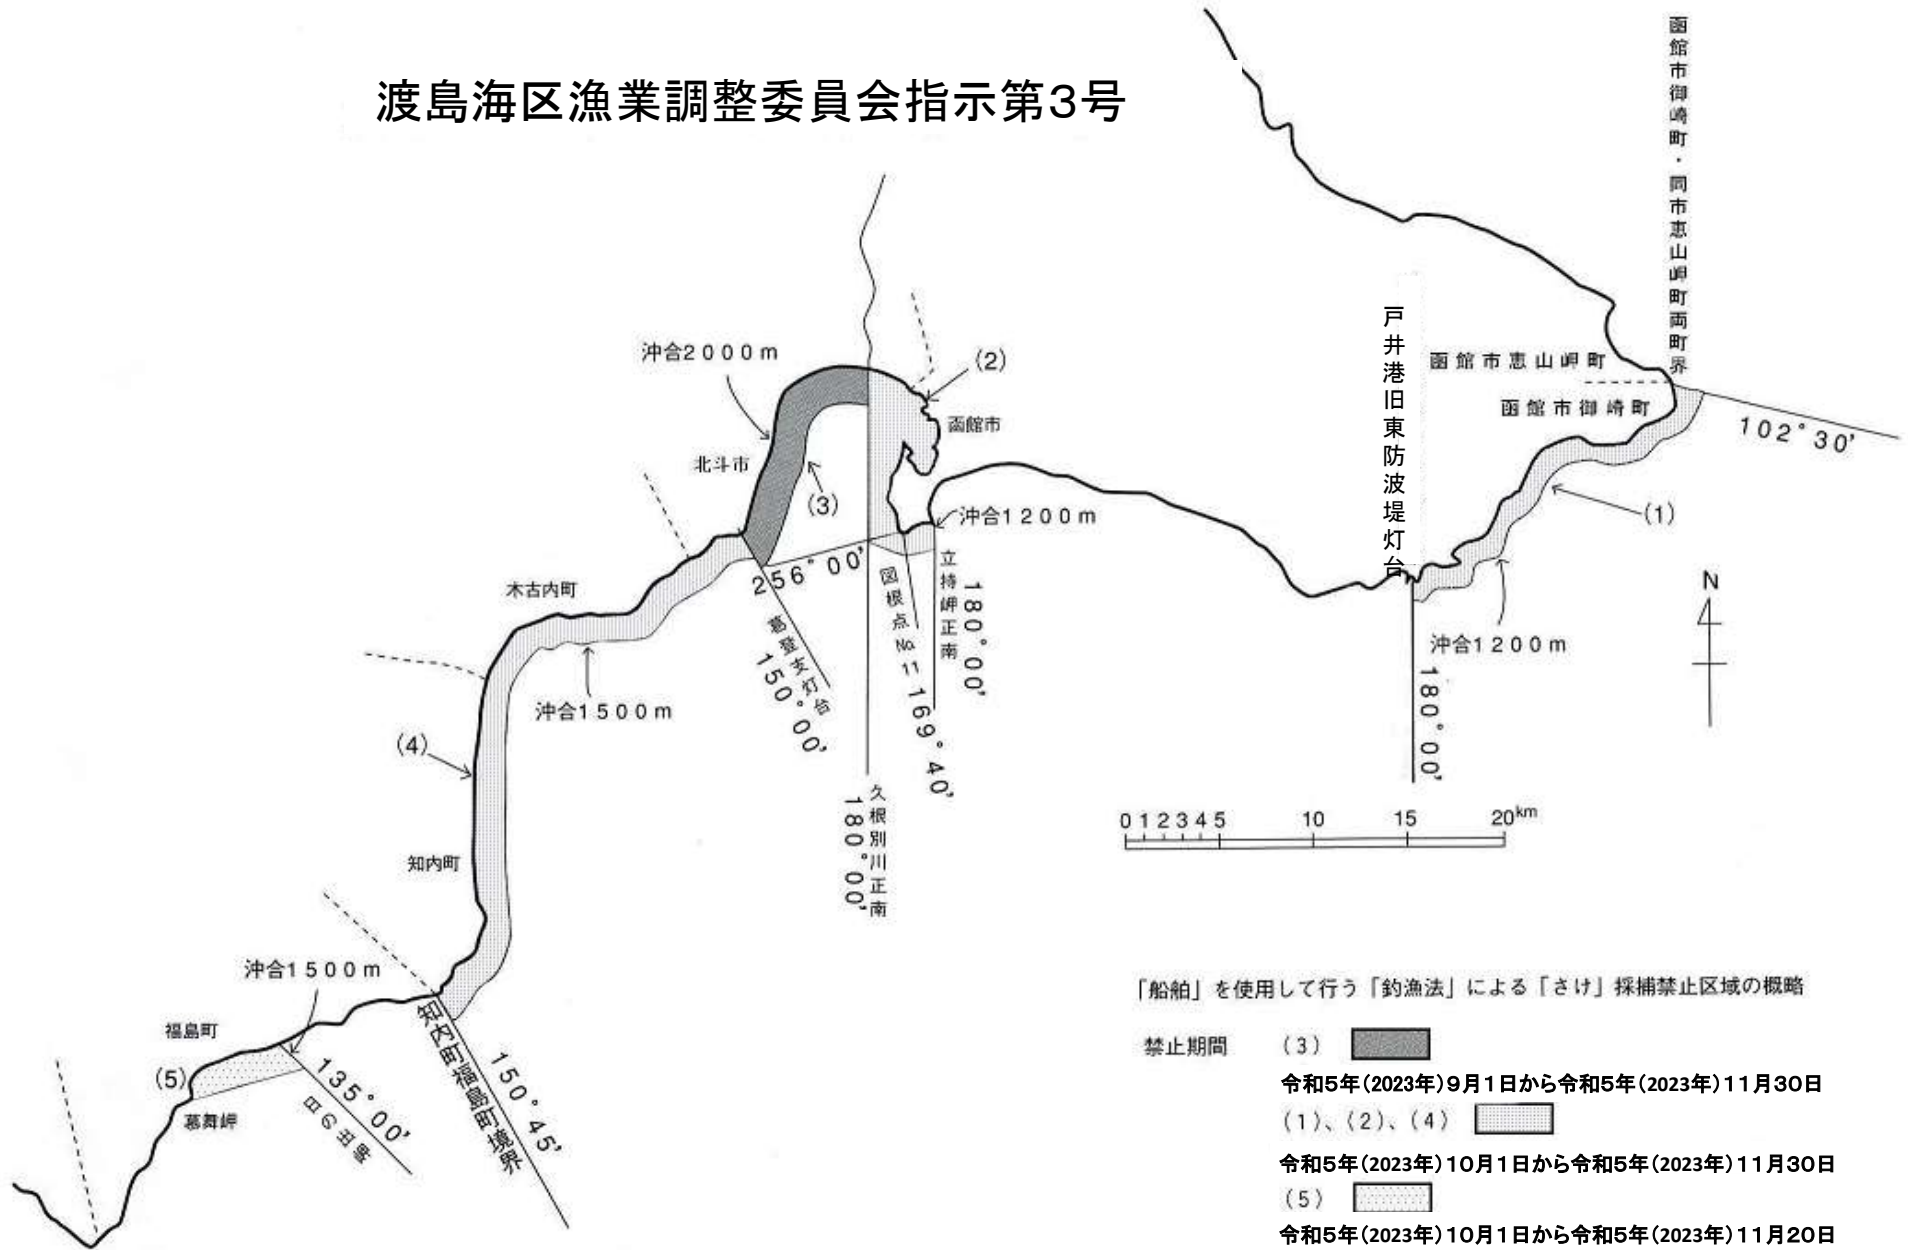 渡島海区漁業調整委員会指示第３号
函館市御崎町・同市恵山岬町両町界
戸井港旧東防波堤灯台
函館市恵山岬町
函館市御崎町
102°30’
(1)
沖合1200m
180°00’
N
沖合2000m
(2)
函館市
北斗市
(3)
沖合1200m
256°00’
葛登支灯台
150°00’
図根点No.11
169°40’
立待岬正南
180°00’
久根別川正南
180°00’
木古内町
沖合1500m
(4)
知内町
沖合1500m
福島町
(5)
慕舞岬
135°00’
日の出岬
知内町福島町境界
150°45’
0 1 2 3 4 5 10 15 20km
「船舶」を使用して行う「釣漁法」による「さけ」採捕禁止区域の概略
禁止期間 (3)
令和５年(2023年)９月１日から令和５年(2023年)１１月３０日
(1)、(2)、(4)
令和５年(2023年)１０月１日から令和５年(2023年)１１月３０日
(5)
令和５年(2023年)１０月１日から令和５年(2023年)１１月２０日